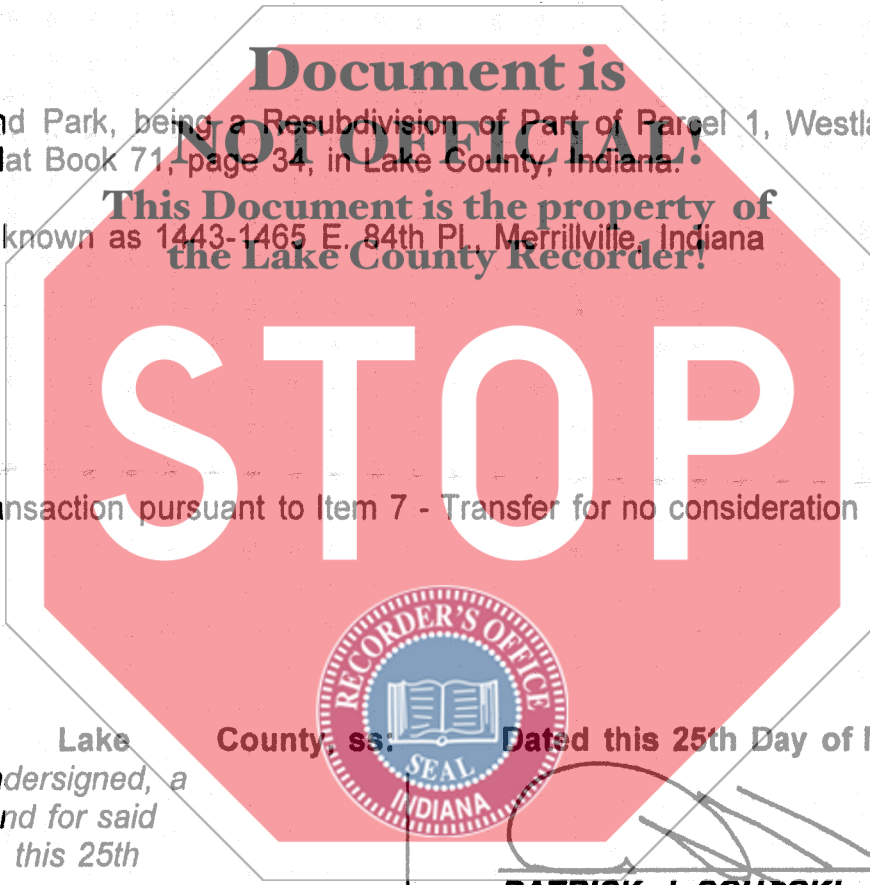 Document is
nd Park, being a Resubdivision of Part of Parcel 1, Westla
NOT OFFICIAL!
lat Book 71, page 34, in Lake County, Indiana.
This Document is the property of
known as 1443-1465 E. 84th Pl., Merrillville, Indiana
the Lake County Recorder!
STOP
ansaction pursuant to Item 7 - Transfer for no consideration
RECORDER'S OFFICE
SEAL
INDIANA
Lake County, ss: Dated this 25th Day of
ndersigned, a
nd for said
this 25th
PATRICK J.